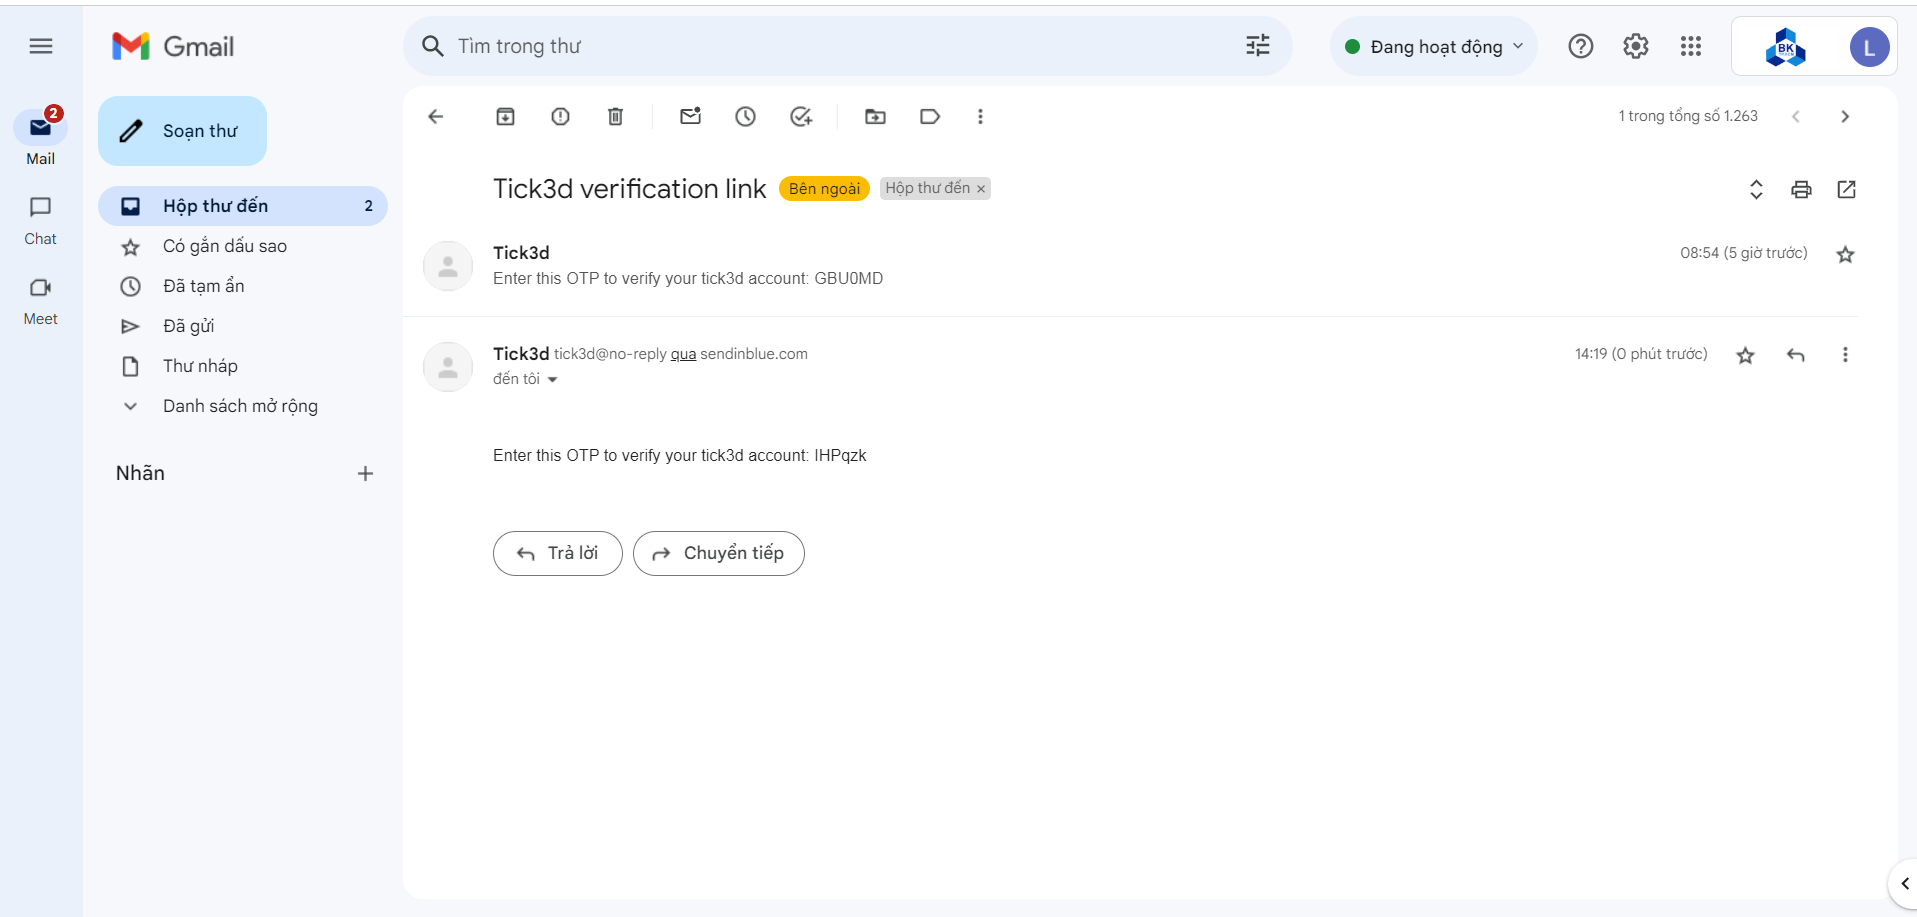 Gmail
Tìm trong thư
Đang hoạt động
BK
L
2
Mail
Chat
Meet
Soạn thư
Hộp thư đến 2
Có gắn dấu sao
Đã tạm ẩn
Đã gửi
Thư nháp
Danh sách mở rộng
Nhãn
1 trong tổng số 1.263
Tick3d verification link Bên ngoài Hộp thư đến ×
Tick3d 08:54 (5 giờ trước)
Enter this OTP to verify your tick3d account: GBU0MD
Tick3d tick3d@no-reply qua sendinblue.com 14:19 (0 phút trước)
đến tôi
Enter this OTP to verify your tick3d account: IHPqzk
Trả lời Chuyển tiếp